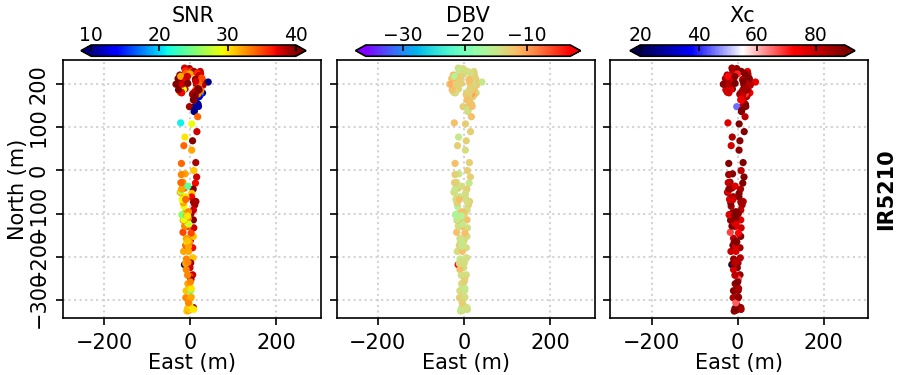 SNR DBV Xc
10 20 30 40 −30 −20 −10 20 40 60 80
200
100
0
−100
−200
−300
North (m)
IR5210
−200 0 200 −200 0 200 −200 0 200
East (m) East (m) East (m)